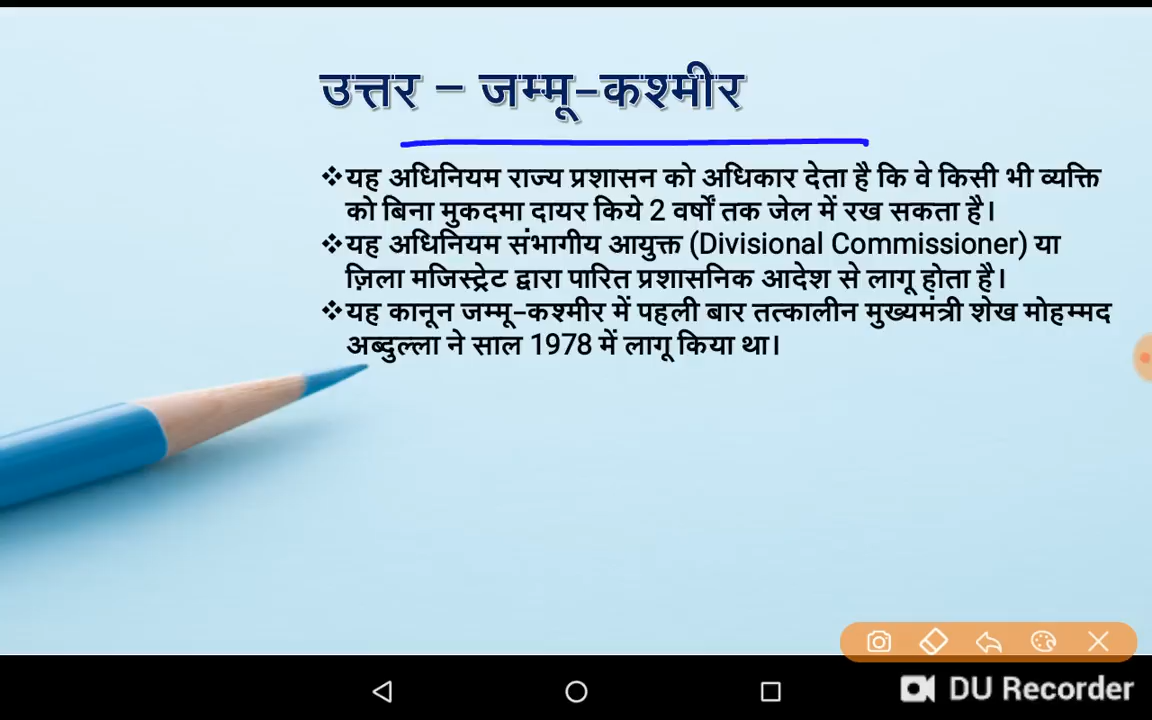 उत्तर – जम्मू-कश्मीर
❖यह अधिनियम राज्य प्रशासन को अधिकार देता है कि वे किसी भी व्यक्ति
को बिना मुकदमा दायर किये 2 वर्षों तक जेल में रख सकता है।
❖यह अधिनियम संभागीय आयुक्त (Divisional Commissioner) या
ज़िला मजिस्ट्रेट द्वारा पारित प्रशासनिक आदेश से लागू होता है।
❖यह कानून जम्मू-कश्मीर में पहली बार तत्कालीन मुख्यमंत्री शेख मोहम्मद
अब्दुल्ला ने साल 1978 में लागू किया था।
DU Recorder